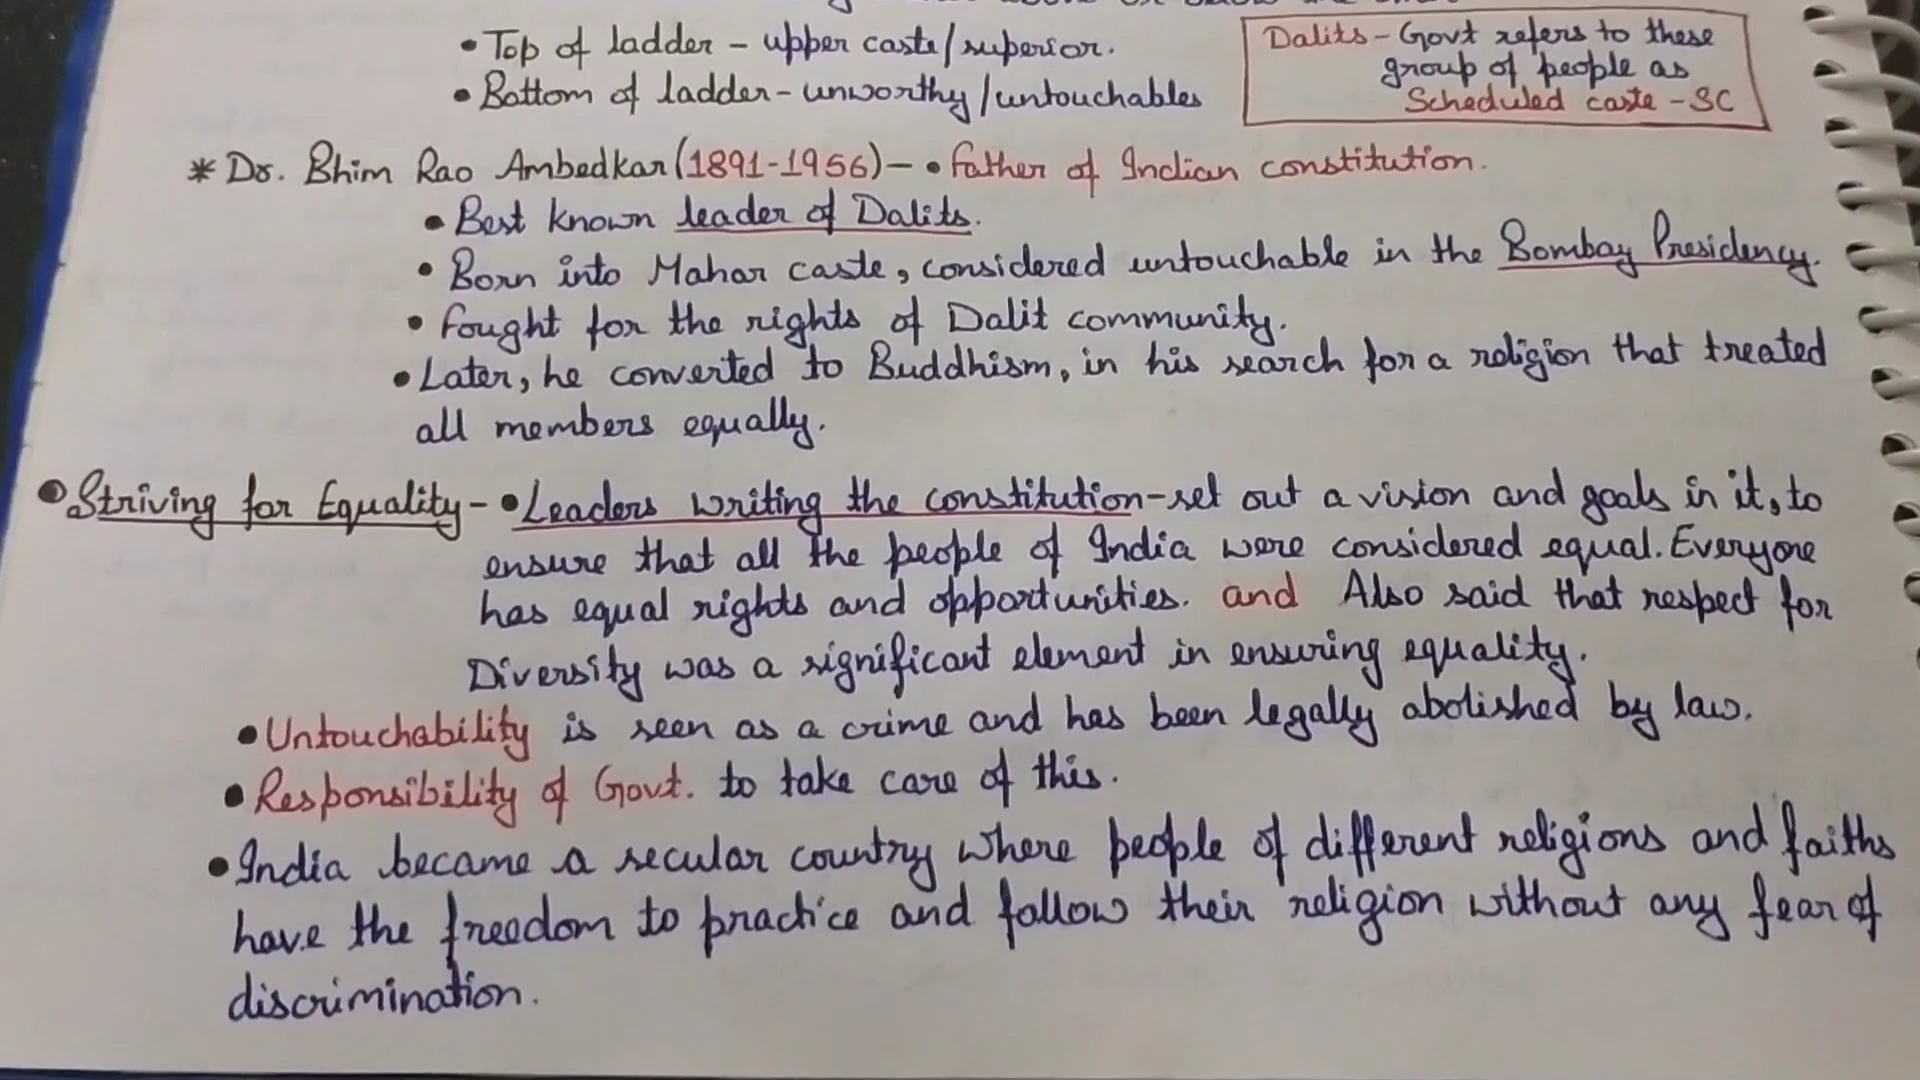 • Top of ladder - upper caste/superior.
• Bottom of ladder - unworthy/untouchables
Dalits - Govt refers to these
group of people as
Scheduled caste - SC
* Dr. Bhim Rao Ambedkar (1891-1956) - • Father of Indian constitution.
• Best known leader of Dalits.
• Born into Mahar caste, considered untouchable in the Bombay Presidency.
• Fought for the rights of Dalit community.
• Later, he converted to Buddhism, in his search for a religion that treated
all members equally.
• Striving for Equality - • Leaders writing the constitution - set out a vision and goals in it, to
ensure that all the people of India were considered equal. Everyone
has equal rights and opportunities. and Also said that respect for
Diversity was a significant element in ensuring equality.
• Untouchability is seen as a crime and has been legally abolished by law.
• Responsibility of Govt. to take care of this.
• India became a secular country where people of different religions and faiths
have the freedom to practice and follow their religion without any fear of
discrimination.